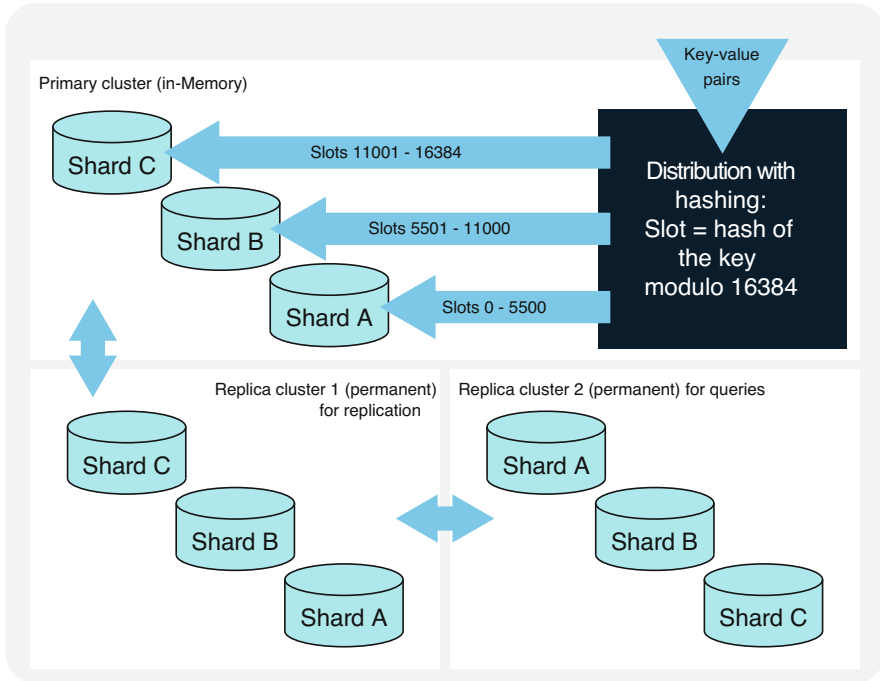 Key-value
pairs
Primary cluster (in-Memory)
Shard C
Slots 11001 - 16384
Shard B
Slots 5501 - 11000
Shard A
Slots 0 - 5500
Distribution with
hashing:
Slot = hash of
the key
modulo 16384
Replica cluster 1 (permanent)
for replication
Shard C
Shard B
Shard A
Replica cluster 2 (permanent) for queries
Shard A
Shard B
Shard C